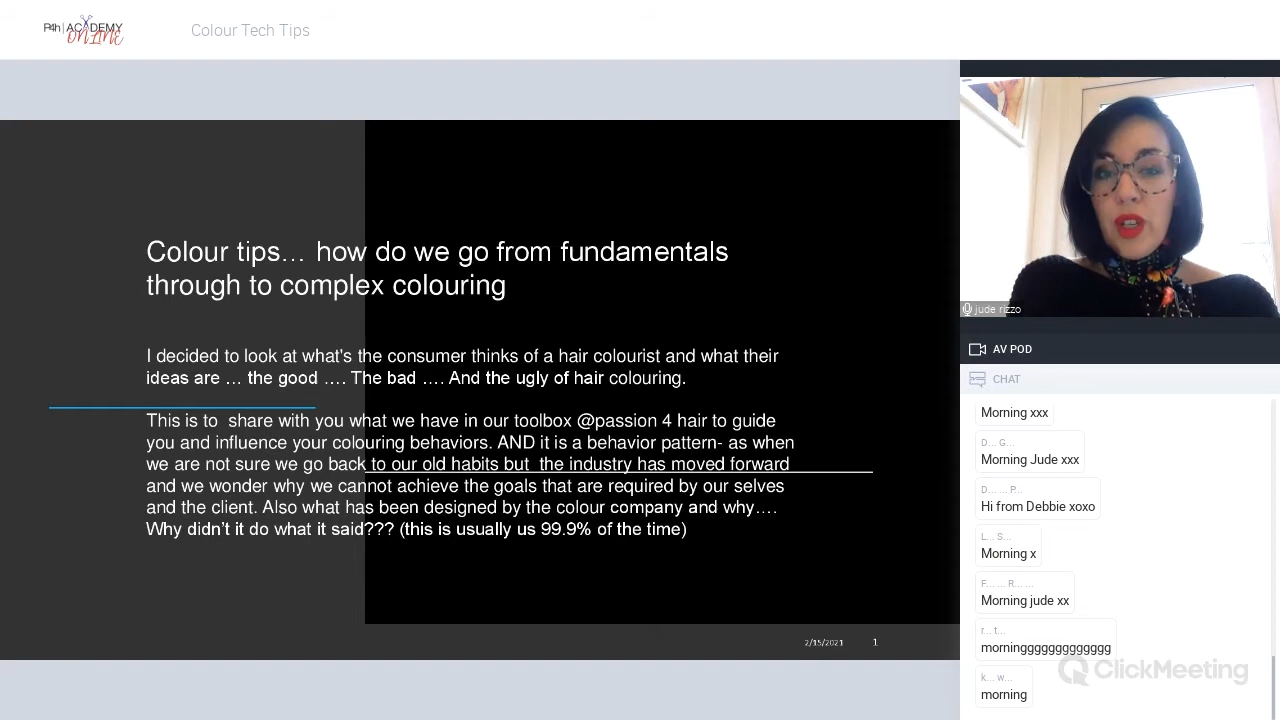 P4h | ACADEMY
ONLINE
Colour Tech Tips
Colour tips… how do we go from fundamentals
through to complex colouring
I decided to look at what's the consumer thinks of a hair colourist and what their
ideas are … the good …. The bad …. And the ugly of hair colouring.
This is to  share with you what we have in our toolbox @passion 4 hair to guide
you and influence your colouring behaviors. AND it is a behavior pattern- as when
we are not sure we go back to our old habits but  the industry has moved forward
and we wonder why we cannot achieve the goals that are required by our selves
and the client. Also what has been designed by the colour company and why….
Why didn’t it do what it said??? (this is usually us 99.9% of the time)
2/15/2021
1
jude rizzo
AV POD
CHAT
Morning xxx
D... G...
Morning Jude xxx
D... ... P...
Hi from Debbie xoxo
L... S...
Morning x
F... ... R... ...
Morning jude xx
r... t...
morninggggggggggggg
k... w...
morning
ClickMeeting